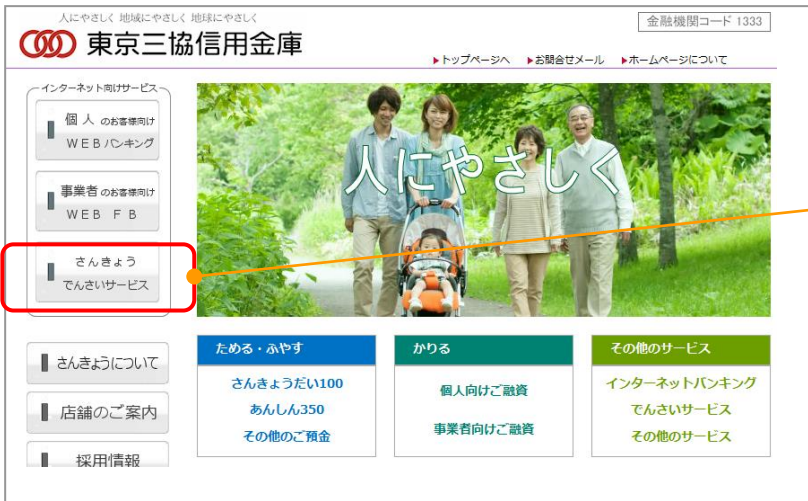 人にやさしく 地域にやさしく 地球にやさしく
東京三協信用金庫
金融機関コード 1333
トップページへ お問合せメール ホームページについて
インターネット向けサービス
個 人 のお客様向け
WEBバンキング
事業者 のお客様向け
WEB FB
さんきょう
でんさいサービス
人にやさしく
さんきょうについて
店舗のご案内
採用情報
ためる・ふやす
さんきょうだい100
あんしん350
その他のご預金
かりる
個人向けご融資
事業者向けご融資
その他のサービス
インターネットバンキング
でんさいサービス
その他のサービス